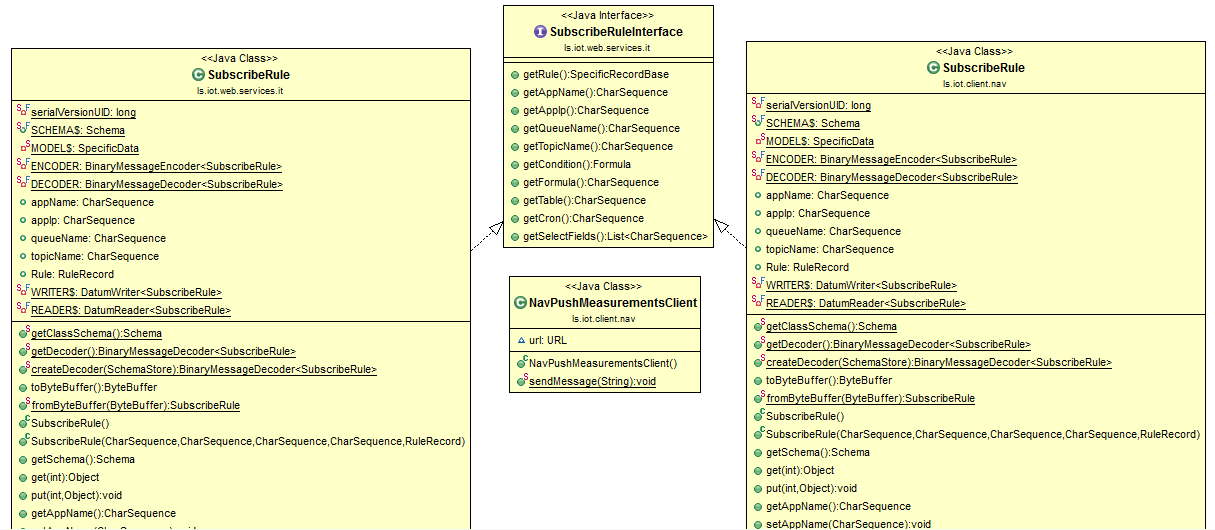 <<Java Class>>
SubscribeRule
ls.iot.web.services.it
serialVersionUID: long
SCHEMA$: Schema
MODEL$: SpecificData
ENCODER: BinaryMessageEncoder<SubscribeRule>
DECODER: BinaryMessageDecoder<SubscribeRule>
appName: CharSequence
appIp: CharSequence
queueName: CharSequence
topicName: CharSequence
Rule: RuleRecord
WRITER$: DatumWriter<SubscribeRule>
READER$: DatumReader<SubscribeRule>
getClassSchema():Schema
getDecoder():BinaryMessageDecoder<SubscribeRule>
createDecoder(SchemaStore):BinaryMessageDecoder<SubscribeRule>
toByteBuffer():ByteBuffer
fromByteBuffer(ByteBuffer):SubscribeRule
SubscribeRule()
SubscribeRule(CharSequence,CharSequence,CharSequence,CharSequence,RuleRecord)
getSchema():Schema
get(int):Object
put(int,Object):void
getAppName():CharSequence
<<Java Interface>>
SubscribeRuleInterface
ls.iot.web.services.it
getRule():SpecificRecordBase
getAppName():CharSequence
getAppIp():CharSequence
getQueueName():CharSequence
getTopicName():CharSequence
getCondition():Formula
getFormula():CharSequence
getTable():CharSequence
getCron():CharSequence
getSelectFields():List<CharSequence>
<<Java Class>>
NavPushMeasurementsClient
ls.iot.client.nav
url: URL
NavPushMeasurementsClient()
sendMessage(String):void
<<Java Class>>
SubscribeRule
ls.iot.client.nav
serialVersionUID: long
SCHEMA$: Schema
MODEL$: SpecificData
ENCODER: BinaryMessageEncoder<SubscribeRule>
DECODER: BinaryMessageDecoder<SubscribeRule>
appName: CharSequence
appIp: CharSequence
queueName: CharSequence
topicName: CharSequence
Rule: RuleRecord
WRITER$: DatumWriter<SubscribeRule>
READER$: DatumReader<SubscribeRule>
getClassSchema():Schema
getDecoder():BinaryMessageDecoder<SubscribeRule>
createDecoder(SchemaStore):BinaryMessageDecoder<SubscribeRule>
toByteBuffer():ByteBuffer
fromByteBuffer(ByteBuffer):SubscribeRule
SubscribeRule()
SubscribeRule(CharSequence,CharSequence,CharSequence,CharSequence,RuleRecord)
getSchema():Schema
get(int):Object
put(int,Object):void
getAppName():CharSequence
setAppName(CharSequence):void